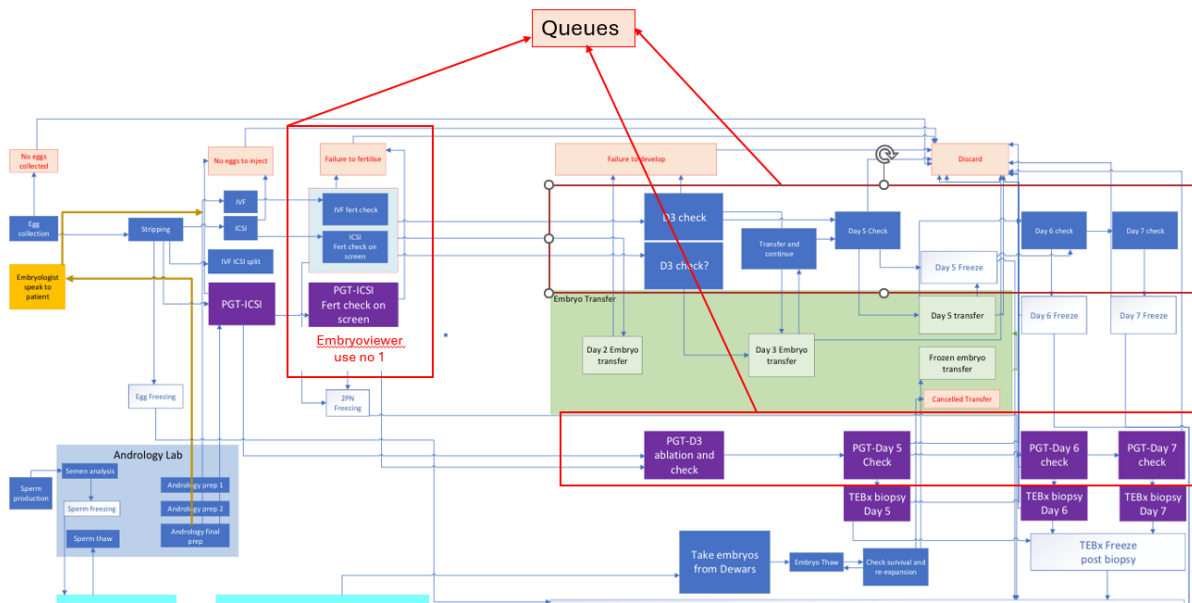 Queues
No eggs
collected
No eggs to inject
Failure to fertilise
Failure to develop
Discard
Egg
collection
Stripping
IVF
ICSI
IVF ICSI split
IVF fert check
ICSI
Fert check on
screen
D3 check
D3 check?
Transfer and
continue
Day 5 Check
Day 6 check
Day 7 check
Day 5 Freeze
Embryologist
speak to
patient
PGT-ICSI
PGT-ICSI
Fert check on
screen
Embryoviewer
use no 1
Embryo Transfer
Day 5 transfer
Day 6 Freeze
Day 7 Freeze
Day 2 Embryo
transfer
Day 3 Embryo
transfer
Frozen embryo
transfer
Cancelled Transfer
Egg Freezing
2PN
Freezing
Andrology Lab
Semen analysis
Sperm
production
Sperm freezing
Sperm thaw
Andrology prep 1
Andrology prep 2
Andrology final
prep
PGT-D3
ablation and
check
PGT-Day 5
Check
PGT-Day 6
check
PGT-Day 7
check
TEBx biopsy
Day 5
TEBx biopsy
Day 6
TEBx biopsy
Day 7
Take embryos
from Dewars
Embryo Thaw
Check survival and
re-expansion
TEBx Freeze
post biopsy